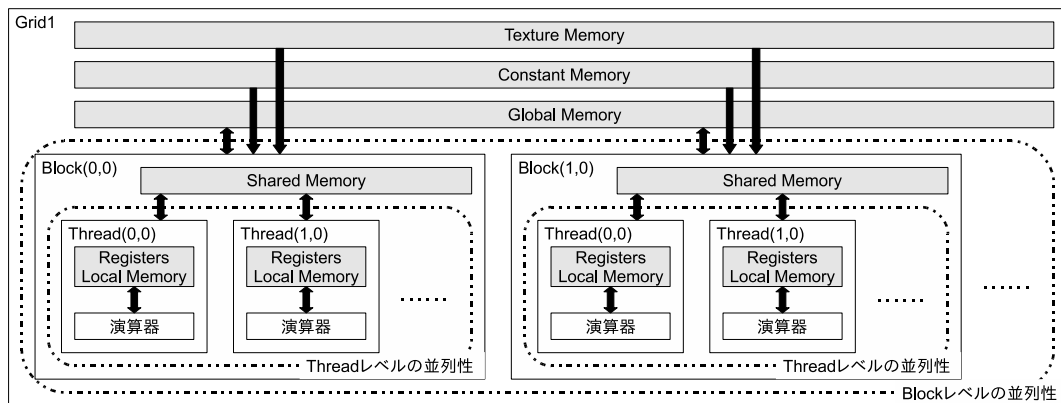 Grid1
Texture Memory
Constant Memory
Global Memory
Block(0,0)
Shared Memory
Thread(0,0)
Registers
Local Memory
演算器
Thread(1,0)
Registers
Local Memory
演算器
........
Threadレベルの並列性
Block(1,0)
Shared Memory
Thread(0,0)
Registers
Local Memory
演算器
Thread(1,0)
Registers
Local Memory
演算器
........
Threadレベルの並列性
........
Blockレベルの並列性